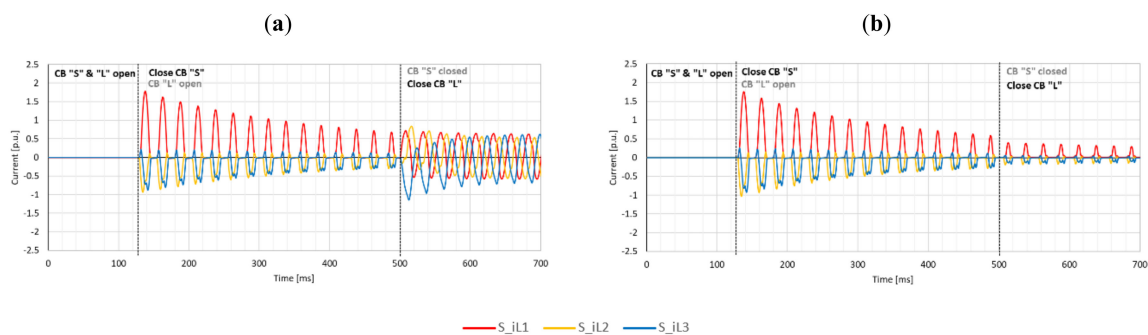 (a)
(b)
CB "S" & "L" open
Close CB "S"
CB "L" open
CB "S" closed
Close CB "L"
2.5
2
1.5
1
0.5
0
-0.5
-1
-1.5
-2
-2.5
Current [p.u.]
0 100 200 300 400 500 600 700
Time [ms]
CB "S" & "L" open
Close CB "S"
CB "L" open
CB "S" closed
Close CB "L"
2.5
2
1.5
1
0.5
0
-0.5
-1
-1.5
-2
-2.5
Current [p.u.]
0 100 200 300 400 500 600 700
Time [ms]
S_iL1 S_iL2 S_iL3